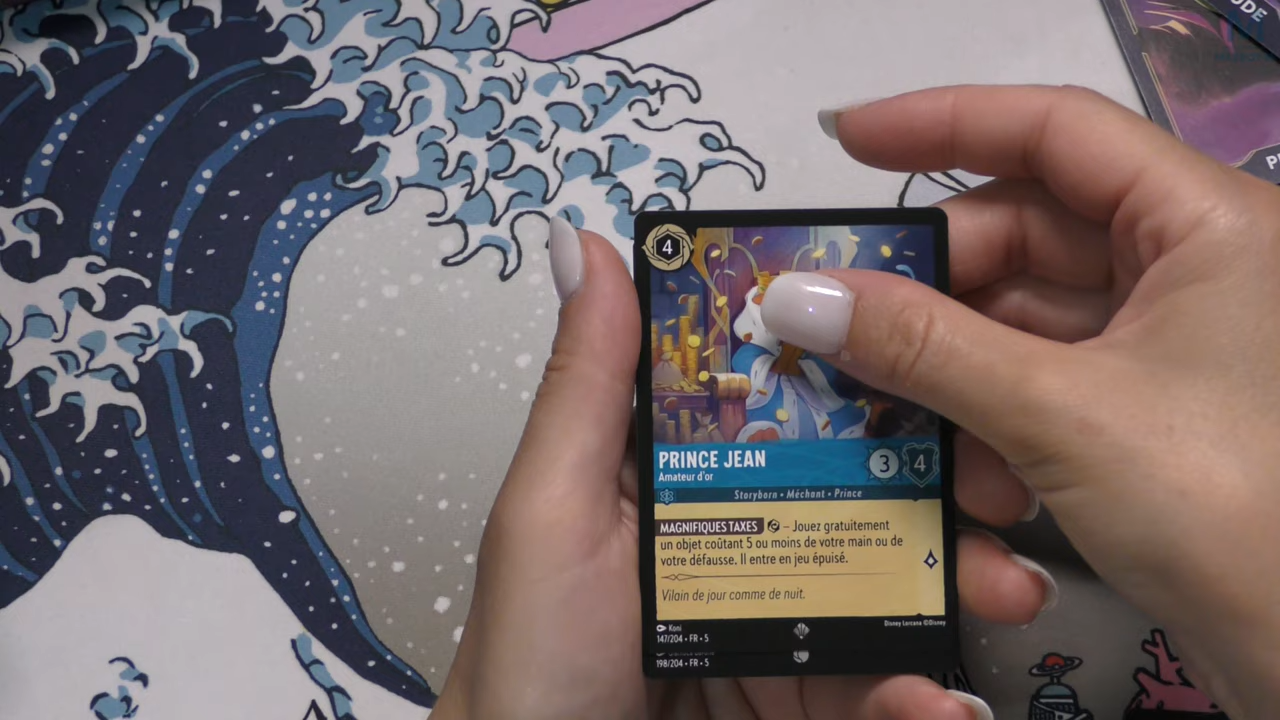 ODE
P
4
PRINCE JEAN
Amateur d'or
3 4
Storyborn • Méchant • Prince
MAGNIFIQUES TAXES – Jouez gratuitement
un objet coûtant 5 ou moins de votre main ou de
votre défausse. Il entre en jeu épuisé.
Vilain de jour comme de nuit.
Koni
Disney Lorcana ©Disney
147/204 • FR • 5
198/204 • FR • 5